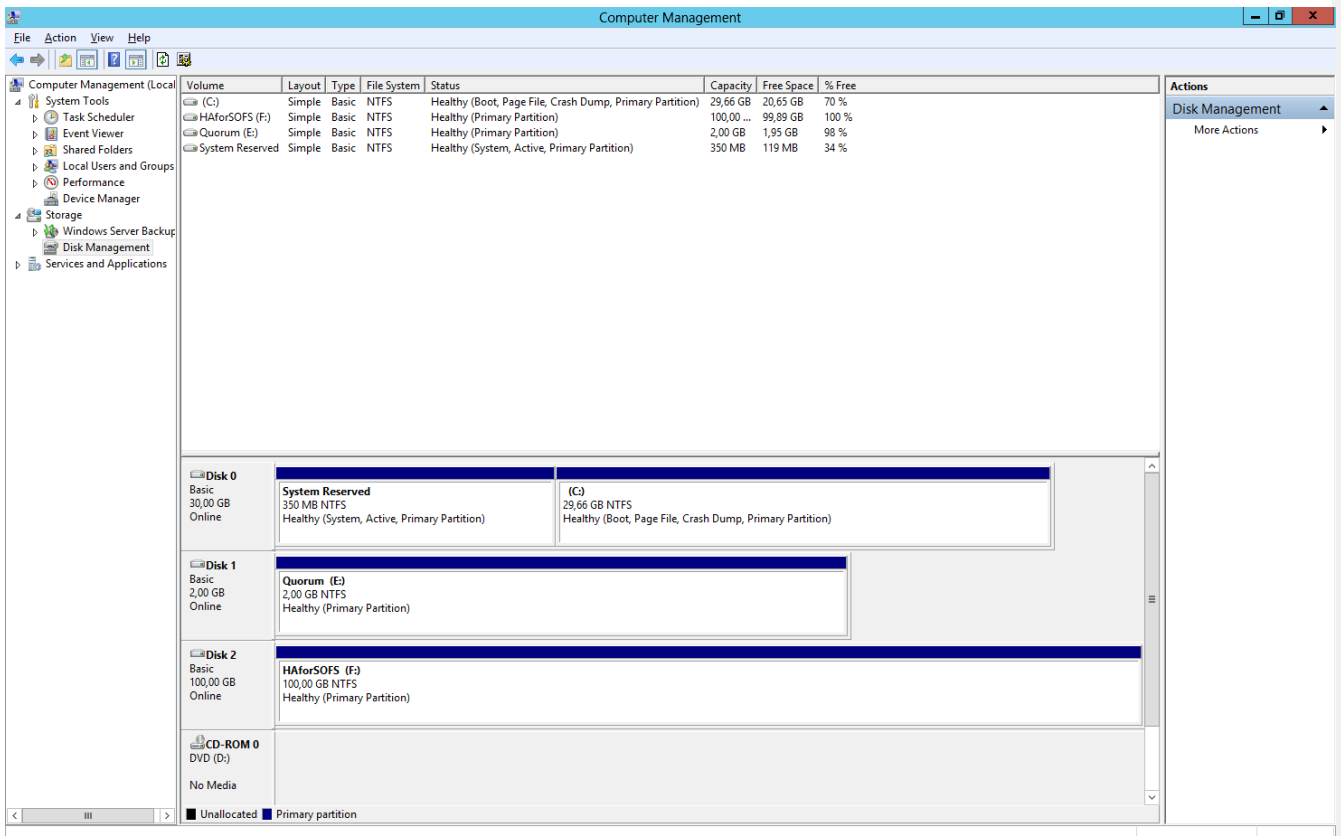 Computer Management
File Action View Help
Computer Management (Local
System Tools
Task Scheduler
Event Viewer
Shared Folders
Local Users and Groups
Performance
Device Manager
Storage
Windows Server Backup
Disk Management
Services and Applications
Volume Layout Type File System Status Capacity Free Space % Free
(C:) Simple Basic NTFS Healthy (Boot, Page File, Crash Dump, Primary Partition) 29,66 GB 20,65 GB 70 %
HAforSOFS (F:) Simple Basic NTFS Healthy (Primary Partition) 100,00 ... 99,89 GB 100 %
Quorum (E:) Simple Basic NTFS Healthy (Primary Partition) 2,00 GB 1,95 GB 98 %
System Reserved Simple Basic NTFS Healthy (System, Active, Primary Partition) 350 MB 119 MB 34 %
Disk 0
Basic
30,00 GB
Online
System Reserved
350 MB NTFS
Healthy (System, Active, Primary Partition)
(C:)
29,66 GB NTFS
Healthy (Boot, Page File, Crash Dump, Primary Partition)
Disk 1
Basic
2,00 GB
Online
Quorum (E:)
2,00 GB NTFS
Healthy (Primary Partition)
Disk 2
Basic
100,00 GB
Online
HAforSOFS (F:)
100,00 GB NTFS
Healthy (Primary Partition)
CD-ROM 0
DVD (D:)
No Media
Unallocated Primary partition
Actions
Disk Management
More Actions